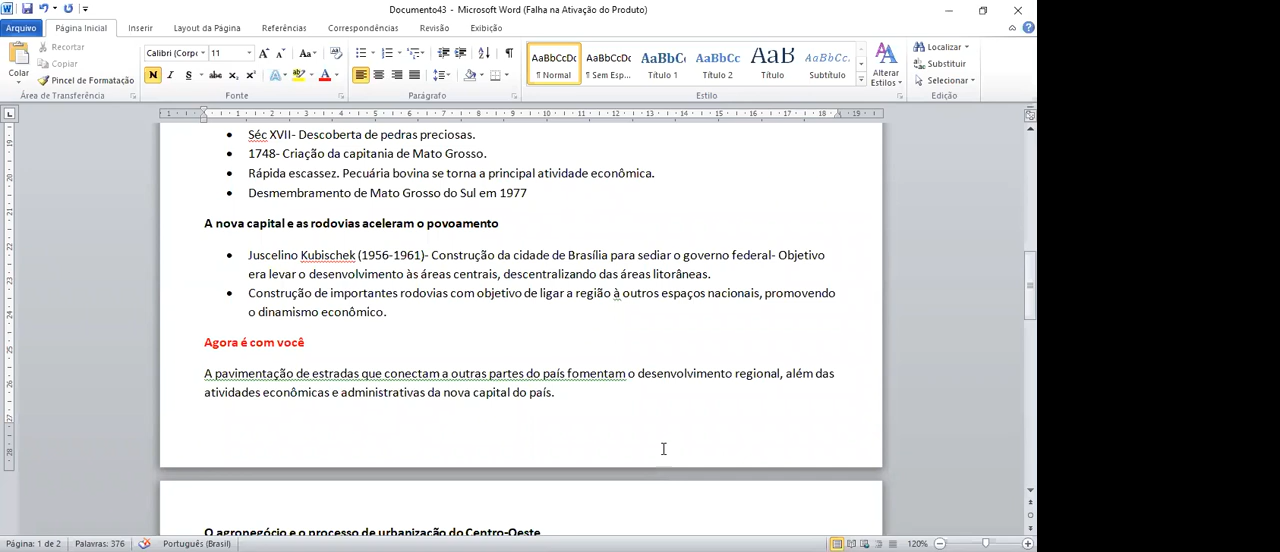 Documento43 - Microsoft Word (Falha na Ativação do Produto)
Arquivo Página Inicial Inserir Layout da Página Referências Correspondências Revisão Exibição
Colar
Recortar
Copiar
Pincel de Formatação
Área de Transferência
Calibri (Corpo 11
Fonte
Parágrafo
AaBbCcDc AaBbCcDc AaBbC AaBbCc AaB AaBbCc.
¶ Normal ¶ Sem Esp... Título 1 Título 2 Título Subtítulo
Estilo
Alterar
Estilos
Localizar
Substituir
Selecionar
Edição
Séc XVII- Descoberta de pedras preciosas.
1748- Criação da capitania de Mato Grosso.
Rápida escassez. Pecuária bovina se torna a principal atividade econômica.
Desmembramento de Mato Grosso do Sul em 1977
A nova capital e as rodovias aceleram o povoamento
Juscelino Kubischek (1956-1961)- Construção da cidade de Brasília para sediar o governo federal- Objetivo
era levar o desenvolvimento às áreas centrais, descentralizando das áreas litorâneas.
Construção de importantes rodovias com objetivo de ligar a região à outros espaços nacionais, promovendo
o dinamismo econômico.
Agora é com você
A pavimentação de estradas que conectam a outras partes do país fomentam o desenvolvimento regional, além das
atividades econômicas e administrativas da nova capital do país.
O agronegócio e o processo de urbanização do Centro-Oeste
Página: 1 de 2 Palavras: 376 Português (Brasil) 120%